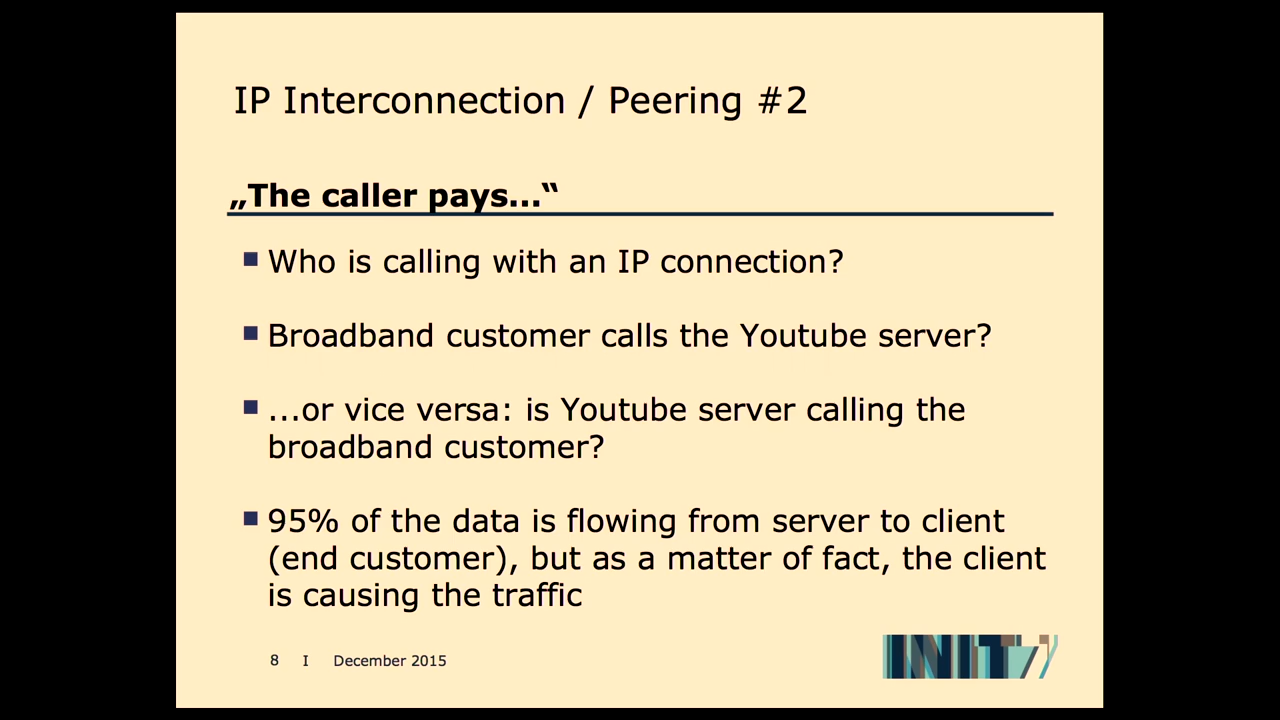 IP Interconnection / Peering #2
„The caller pays...“
Who is calling with an IP connection?
Broadband customer calls the Youtube server?
...or vice versa: is Youtube server calling the
broadband customer?
95% of the data is flowing from server to client
(end customer), but as a matter of fact, the client
is causing the traffic
8 I December 2015
INIT7